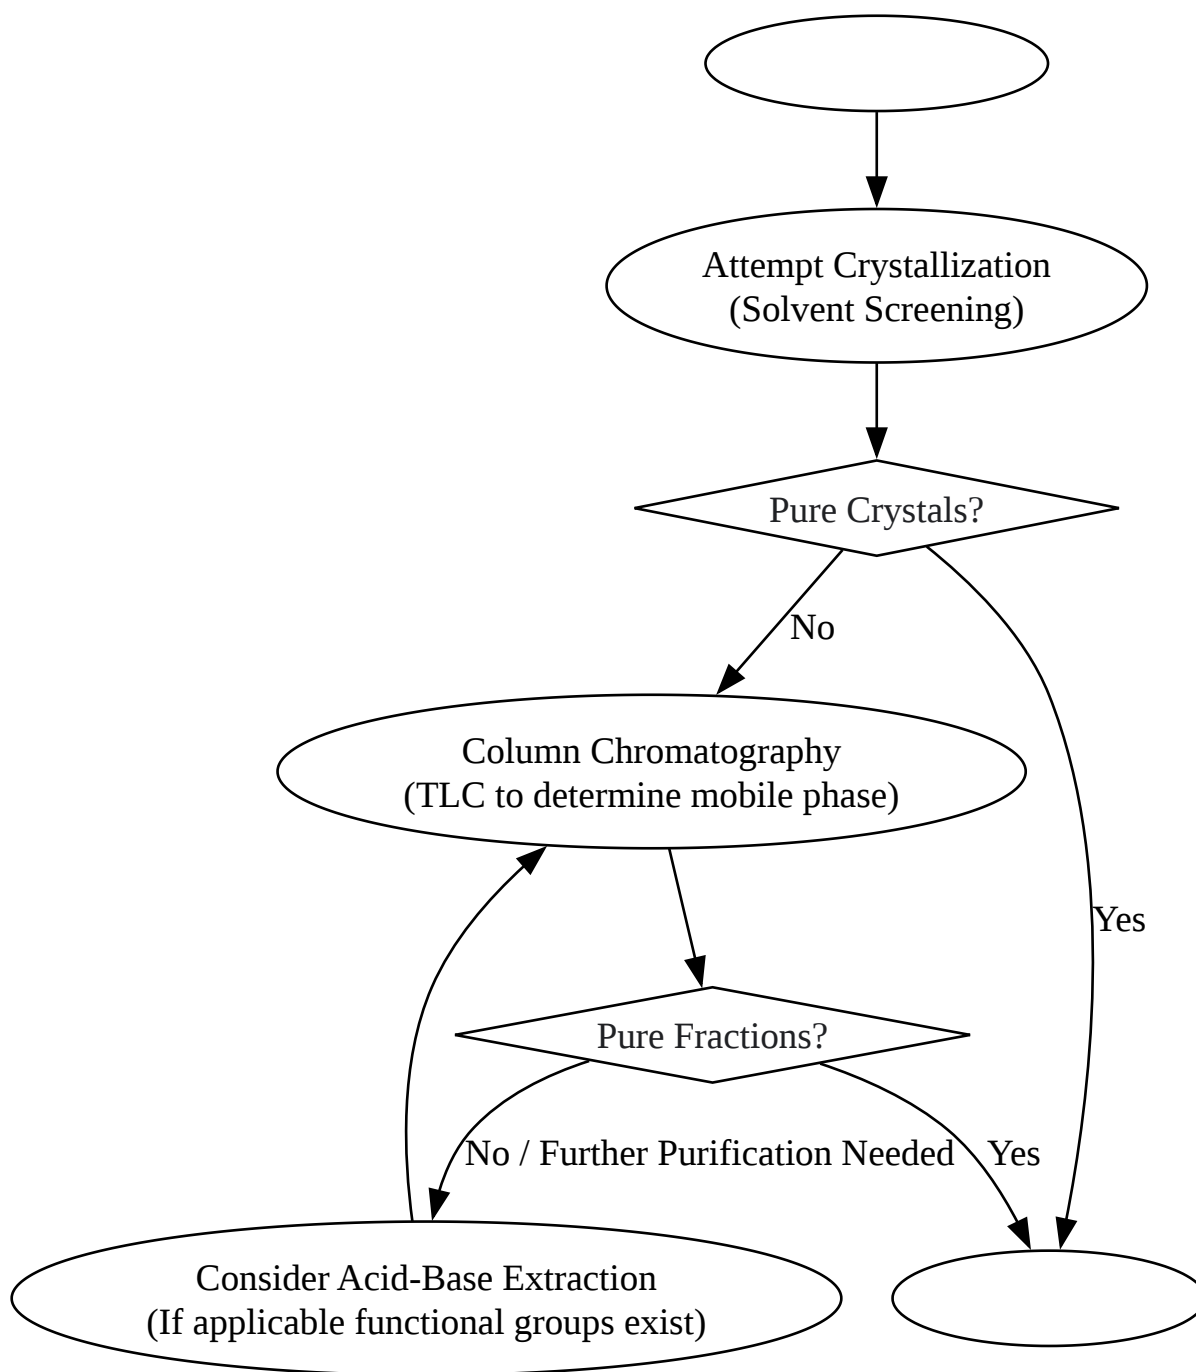 Attempt Crystallization
(Solvent Screening)
Pure Crystals?
No
Column Chromatography
(TLC to determine mobile phase)
Yes
Pure Fractions?
No / Further Purification Needed
Yes
Consider Acid-Base Extraction
(If applicable functional groups exist)